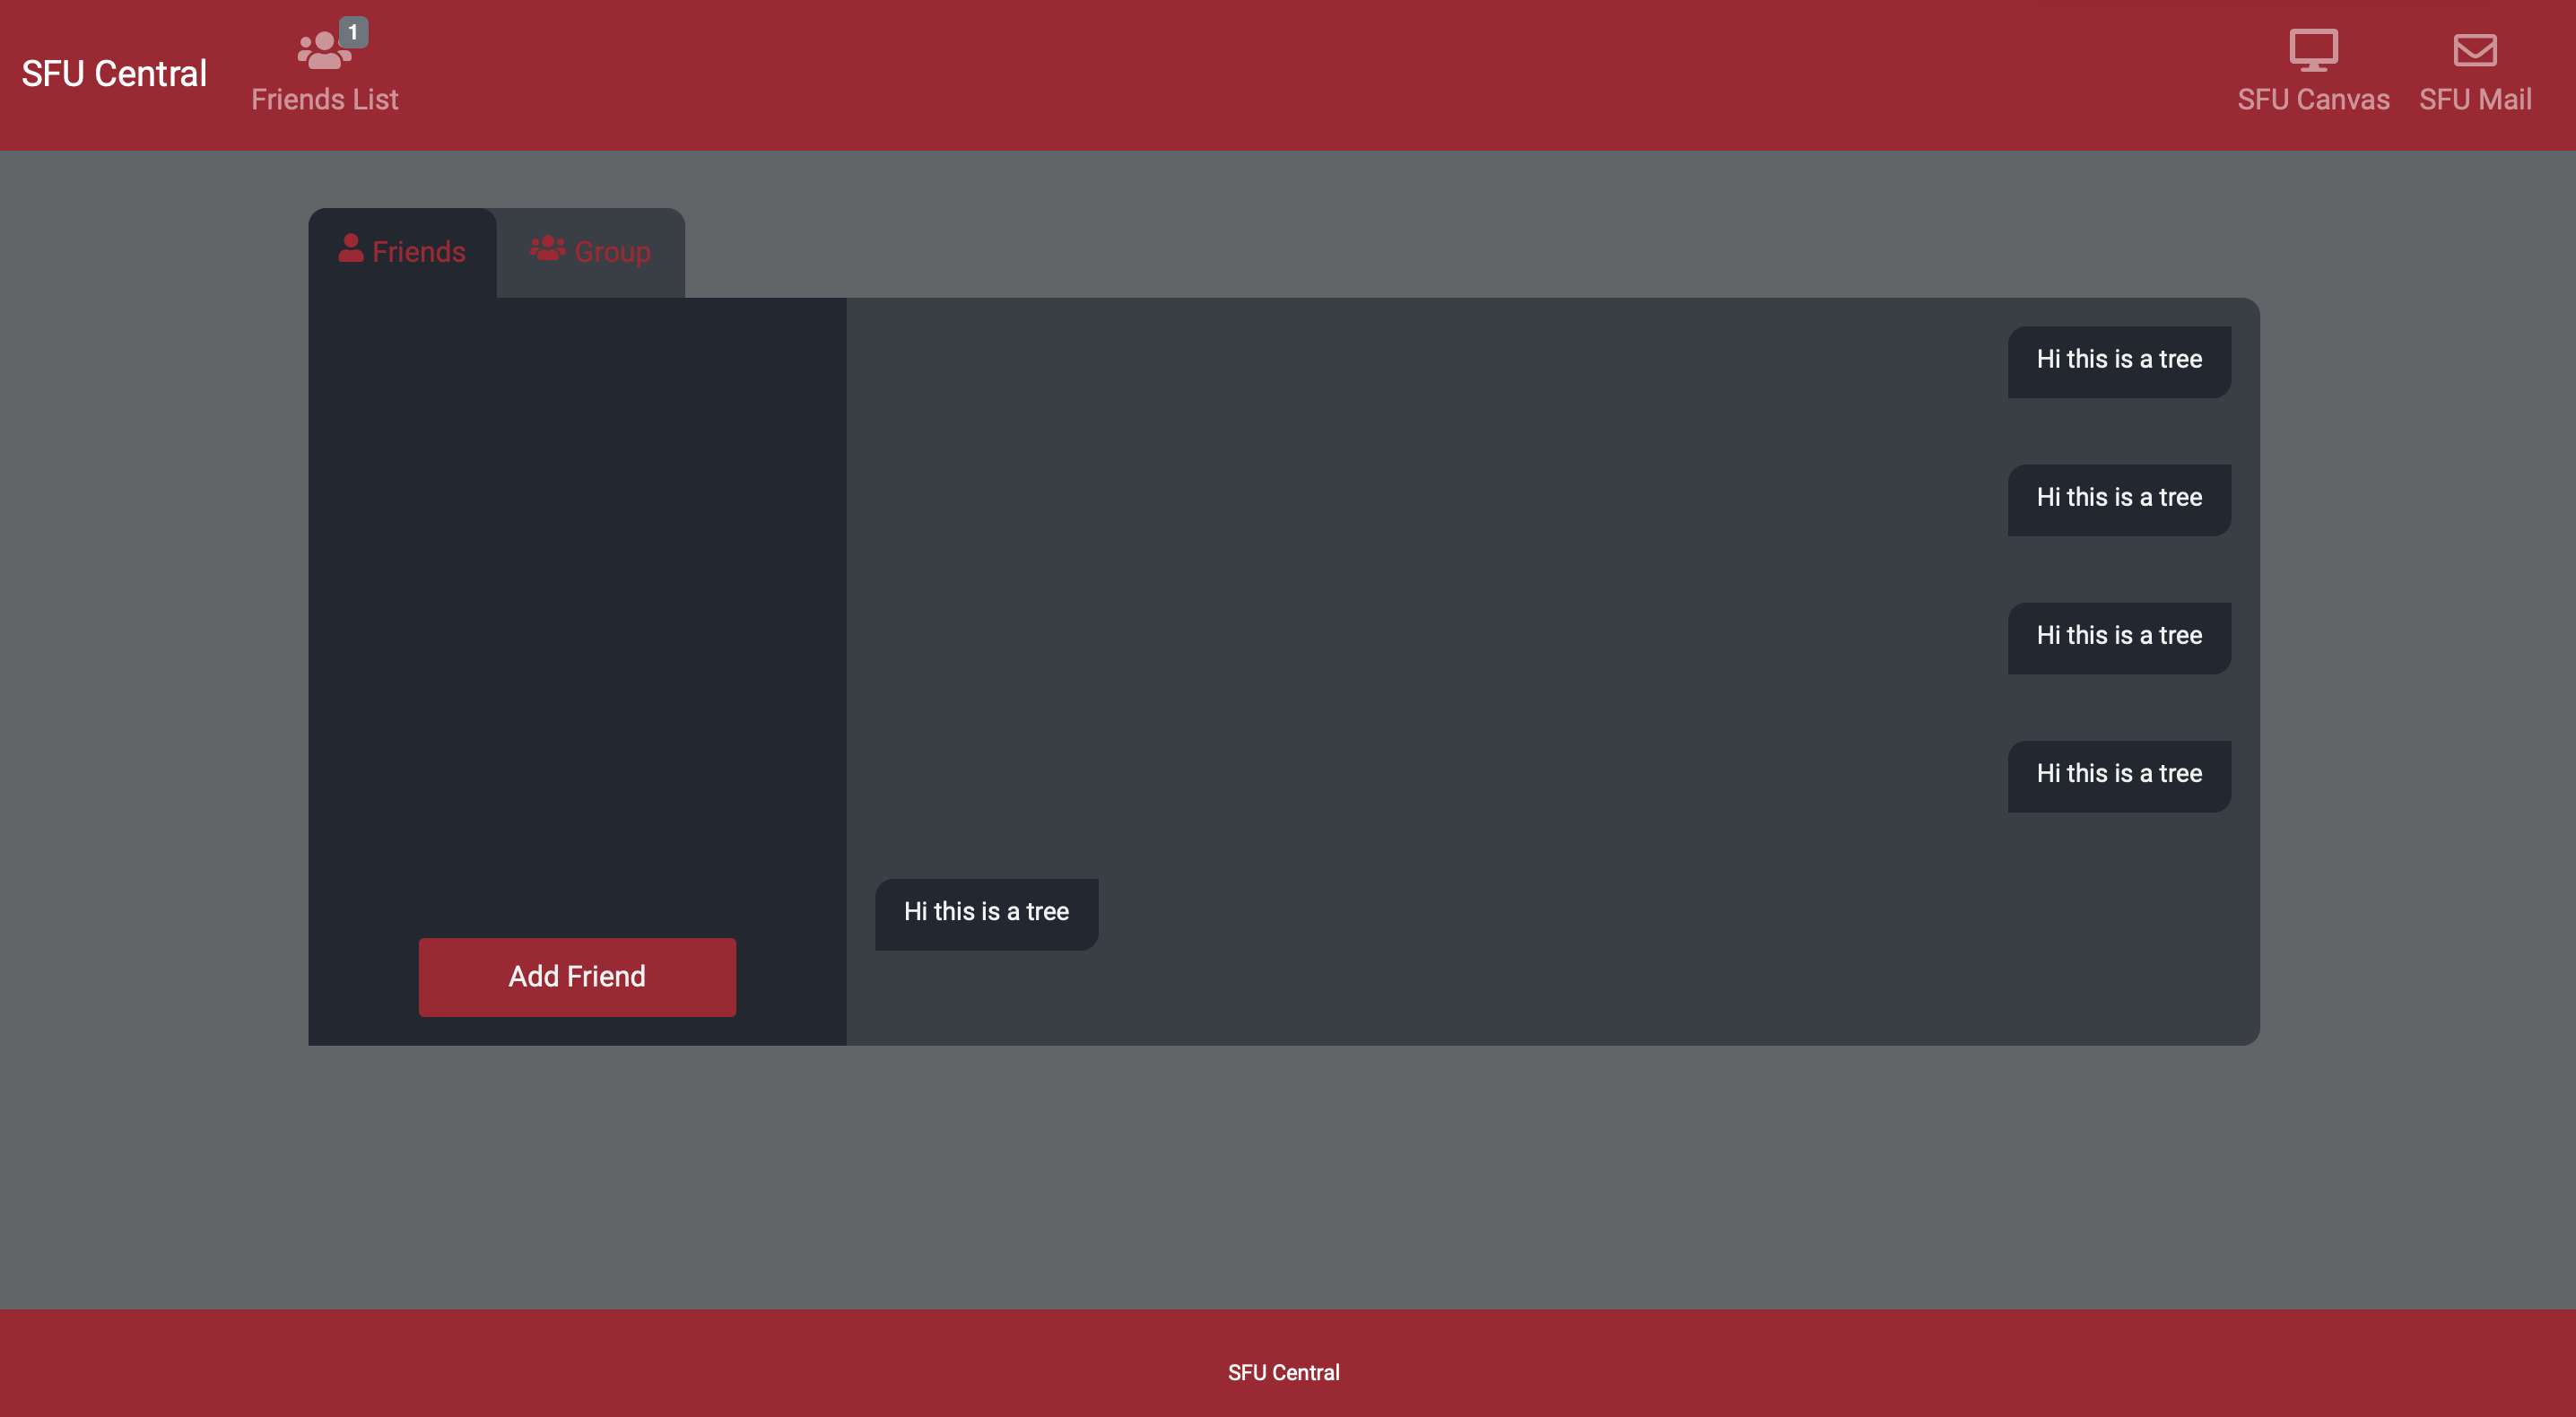 SFU Central
1
Friends List
SFU Canvas
SFU Mail
Friends
Group
Hi this is a tree
Hi this is a tree
Hi this is a tree
Hi this is a tree
Hi this is a tree
Add Friend
SFU Central